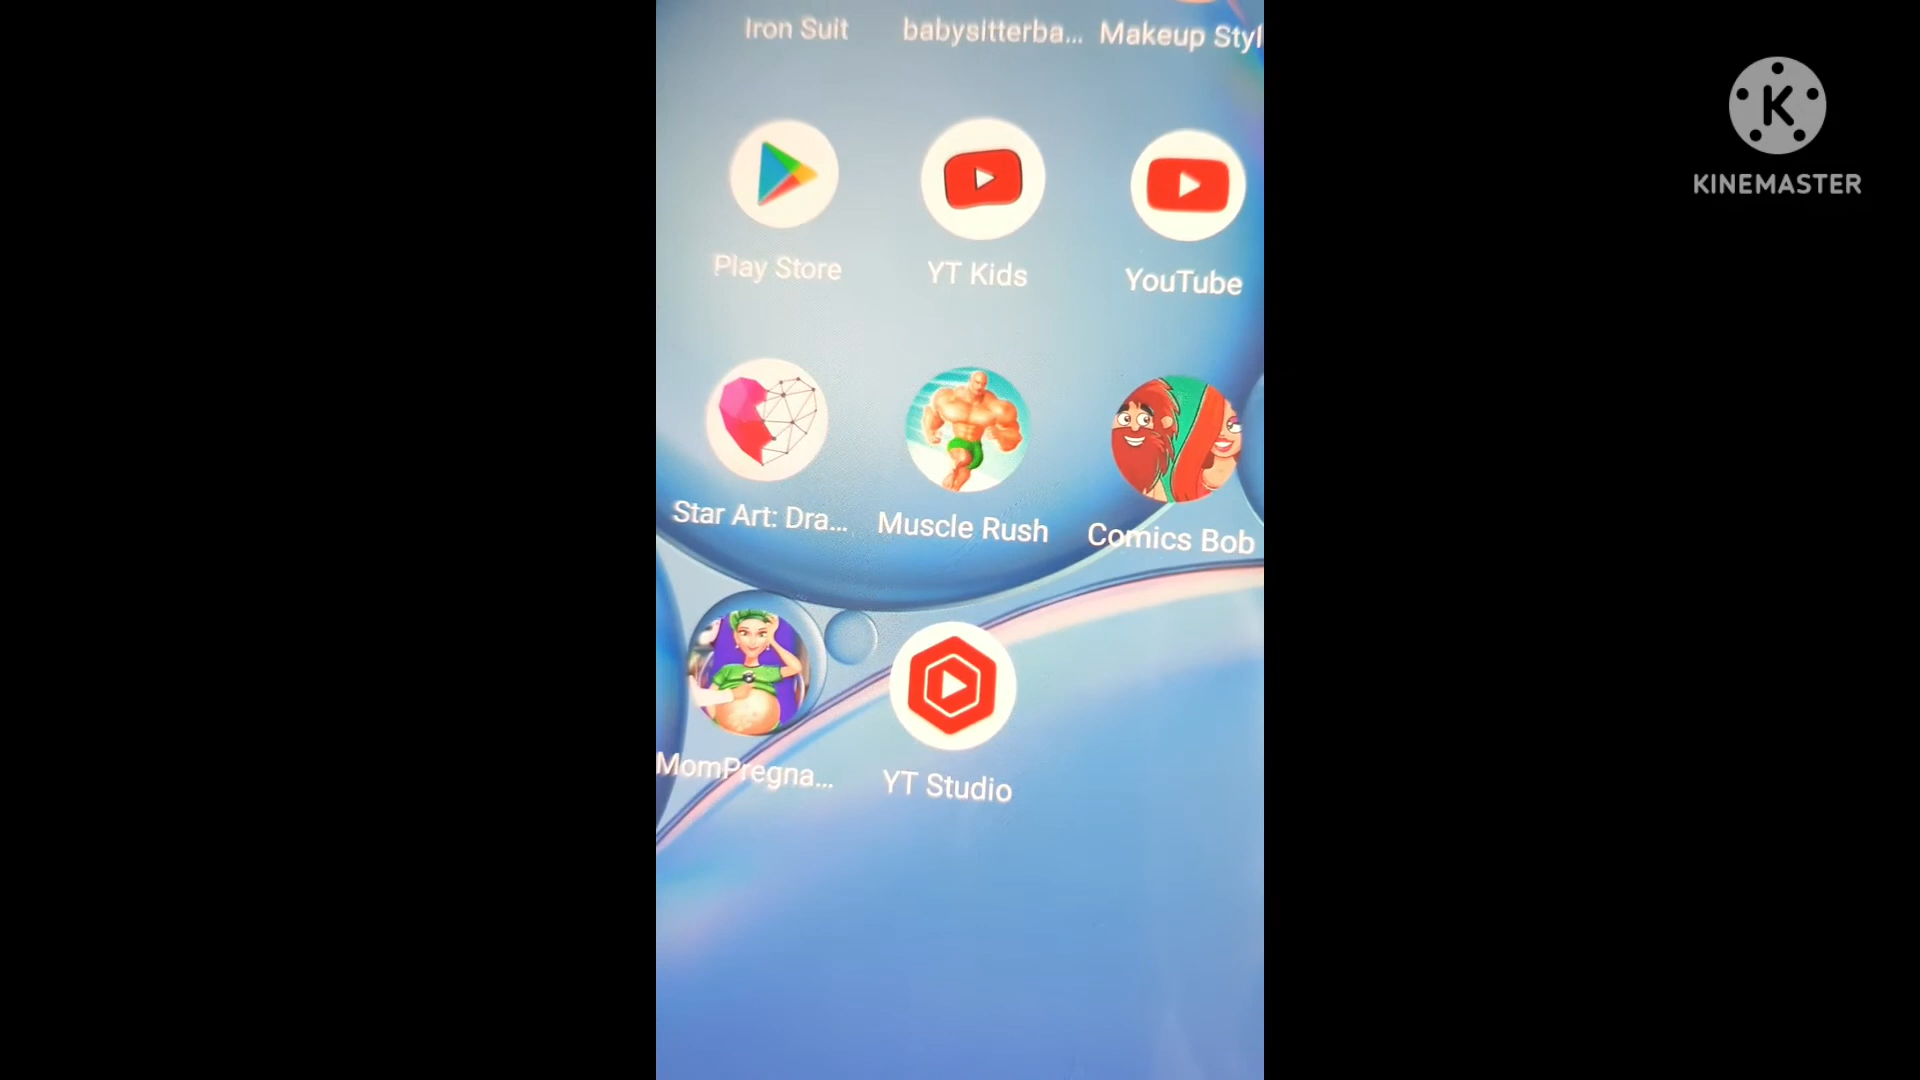 Iron Suit
babysitterba...
Makeup Styl
Play Store
YT Kids
YouTube
Star Art: Dra...
Muscle Rush
Comics Bob
MomPregna...
YT Studio
K
KINEMASTER